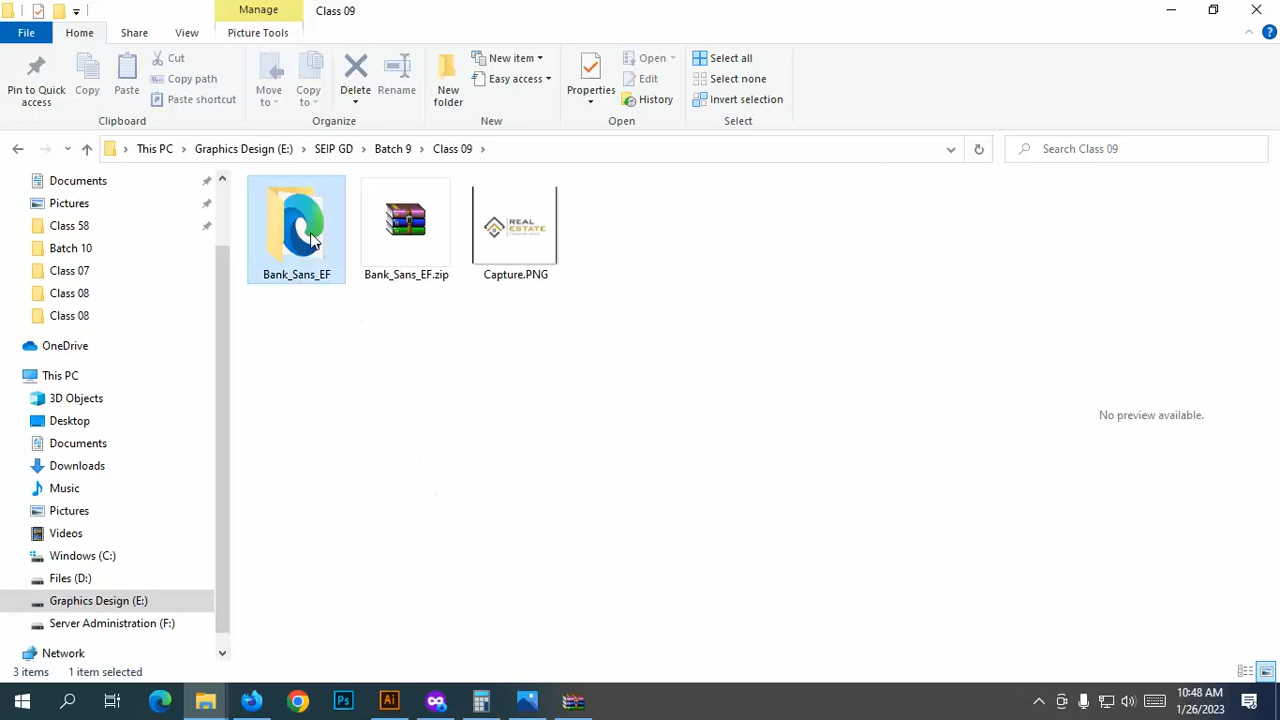 Manage
Class 09
File
Home
Share
View
Picture Tools
Pin to Quick access
Copy
Paste
Cut
Copy path
Paste shortcut
Clipboard
Move to
Copy to
Delete
Rename
Organize
New folder
New item
Easy access
New
Properties
Open
Edit
History
Open
Select all
Select none
Invert selection
Select
This PC > Graphics Design (E:) > SEIP GD > Batch 9 > Class 09 >
Search Class 09
Documents
Pictures
Class 58
Batch 10
Class 07
Class 08
Class 08
OneDrive
This PC
3D Objects
Desktop
Documents
Downloads
Music
Pictures
Videos
Windows (C:)
Files (D:)
Graphics Design (E:)
Server Administration (F:)
Network
REAL
ESTATE
Bank_Sans_EF
Bank_Sans_EF.zip
Capture.PNG
No preview available.
3 items
1 item selected
Ps
Ai
10:48 AM
1/26/2023